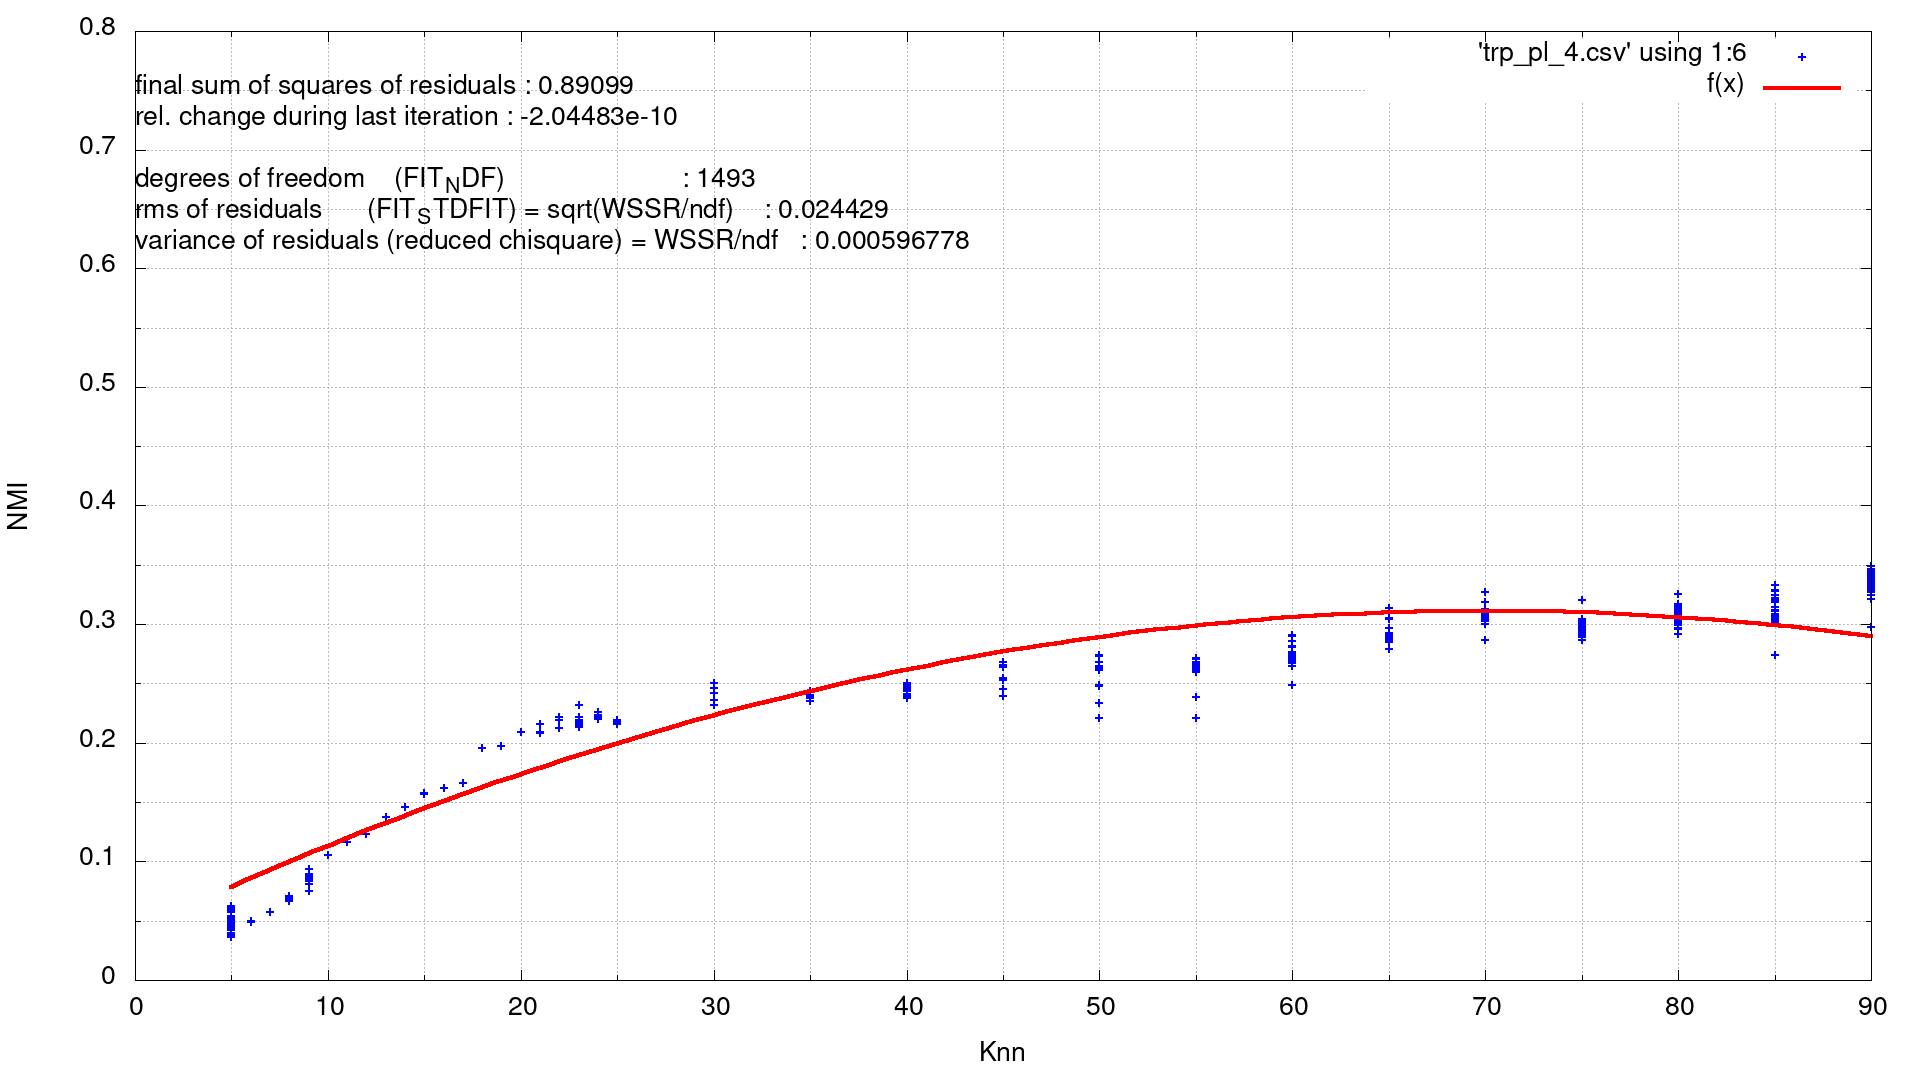 'trp_pl_4.csv' using 1:6
f(x)
final sum of squares of residuals : 0.89099
rel. change during last iteration : -2.04483e-10
degrees of freedom (FIT_NDF) : 1493
rms of residuals (FIT_STDFIT) = sqrt(WSSR/ndf) : 0.024429
variance of residuals (reduced chisquare) = WSSR/ndf : 0.000596778
0.8
0.7
0.6
0.5
0.4
0.3
0.2
0.1
0
NMI
0 10 20 30 40 50 60 70 80 90
Knn